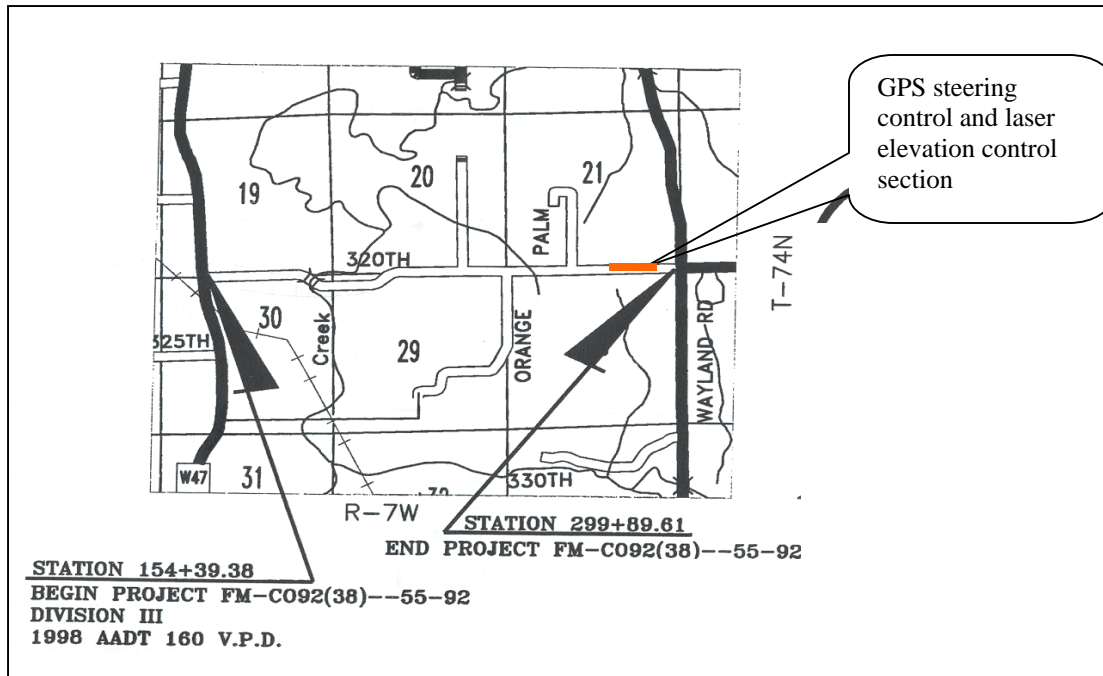 GPS steering
control and laser
elevation control
section
19
20
21
PALM
320TH
T-74N
30
Creek
29
ORANGE
WAYLAND RD
325TH
W47
31
330TH
R-7W
STATION 299+89.61
END PROJECT FM-CO92(38)--55-92
STATION 154+39.38
BEGIN PROJECT FM-CO92(38)--55-92
DIVISION III
1998 AADT 160 V.P.D.